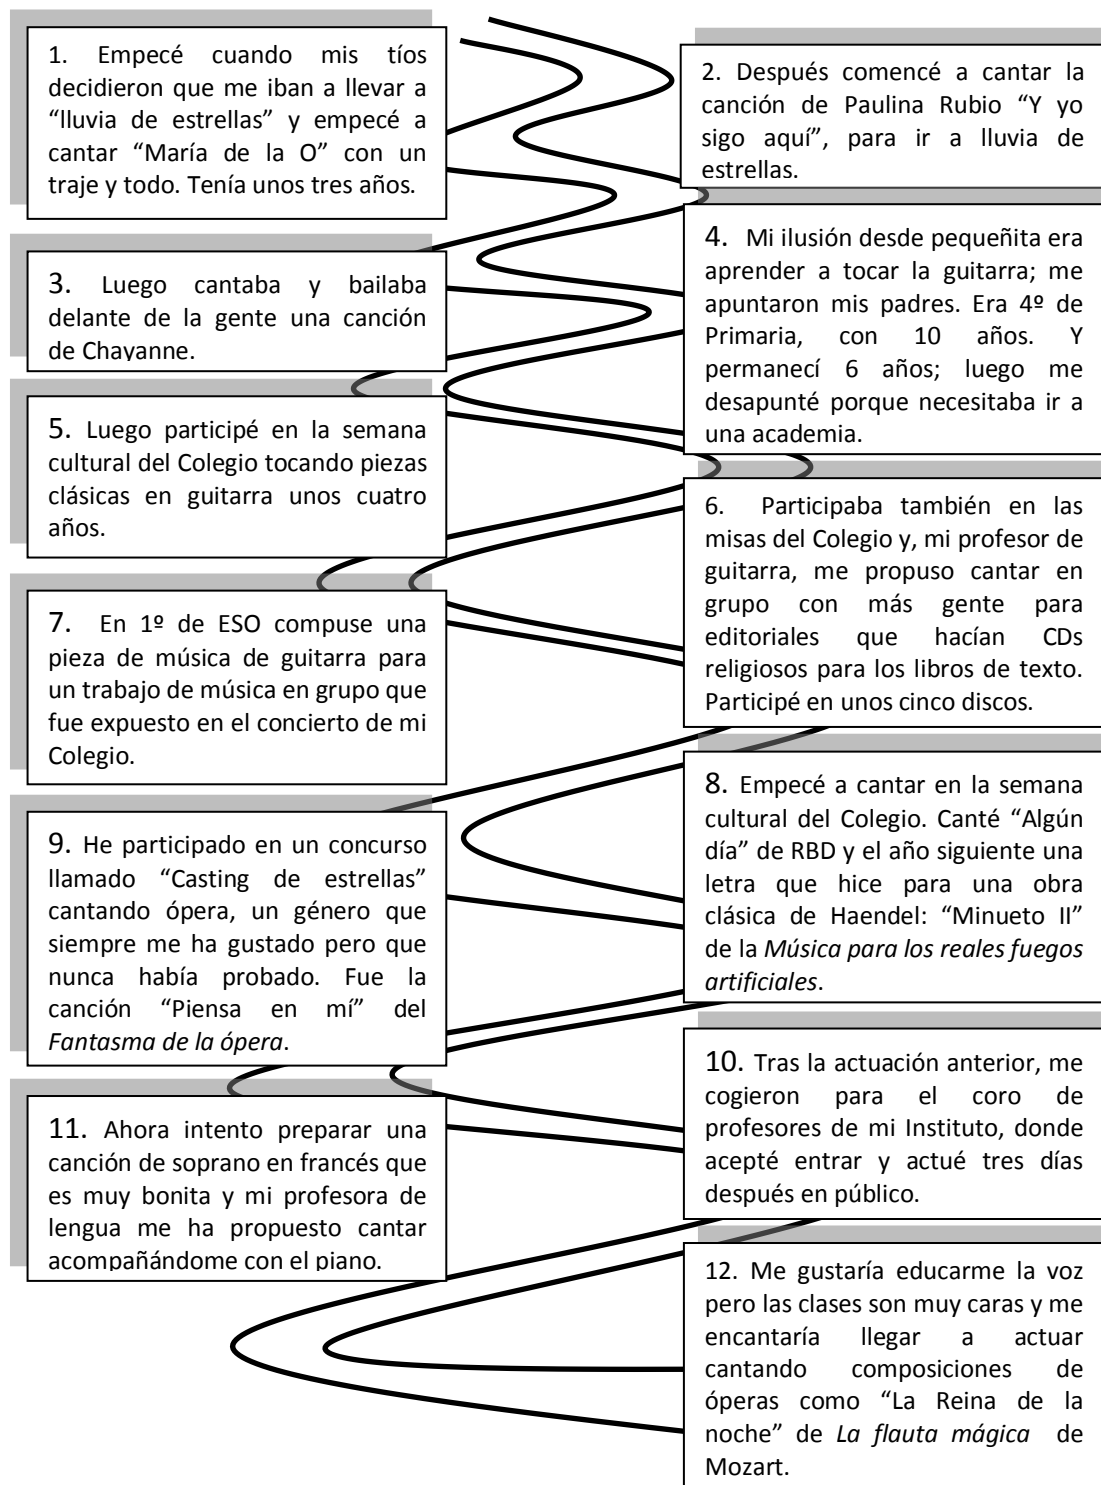 1. Empecé cuando mis tíos
decidieron que me iban a llevar a
“lluvia de estrellas” y empecé a
cantar “María de la O” con un
traje y todo. Tenía unos tres años.
2. Después comencé a cantar la
canción de Paulina Rubio “Y yo
sigo aquí”, para ir a lluvia de
estrellas.
3. Luego cantaba y bailaba
delante de la gente una canción
de Chayanne.
4. Mi ilusión desde pequeñita era
aprender a tocar la guitarra; me
apuntaron mis padres. Era 4º de
Primaria, con 10 años. Y
permanecí 6 años; luego me
desapunté porque necesitaba ir a
una academia.
5. Luego participé en la semana
cultural del Colegio tocando piezas
clásicas en guitarra unos cuatro
años.
6. Participaba también en las
misas del Colegio y, mi profesor de
guitarra, me propuso cantar en
grupo con más gente para
editoriales que hacían CDs
religiosos para los libros de texto.
Participé en unos cinco discos.
7. En 1º de ESO compuse una
pieza de música de guitarra para
un trabajo de música en grupo que
fue expuesto en el concierto de mi
Colegio.
8. Empecé a cantar en la semana
cultural del Colegio. Canté “Algún
día” de RBD y el año siguiente una
letra que hice para una obra
clásica de Haendel: “Minueto II”
de la Música para los reales fuegos
artificiales.
9. He participado en un concurso
llamado “Casting de estrellas”
cantando ópera, un género que
siempre me ha gustado pero que
nunca había probado. Fue la
canción “Piensa en mí” del
Fantasma de la ópera.
10. Tras la actuación anterior, me
cogieron para el coro de
profesores de mi Instituto, donde
acepté entrar y actué tres días
después en público.
11. Ahora intento preparar una
canción de soprano en francés que
es muy bonita y mi profesora de
lengua me ha propuesto cantar
acompañándome con el piano.
12. Me gustaría educarme la voz
pero las clases son muy caras y me
encantaría llegar a actuar
cantando composiciones de
óperas como “La Reina de la
noche” de La flauta mágica de
Mozart.